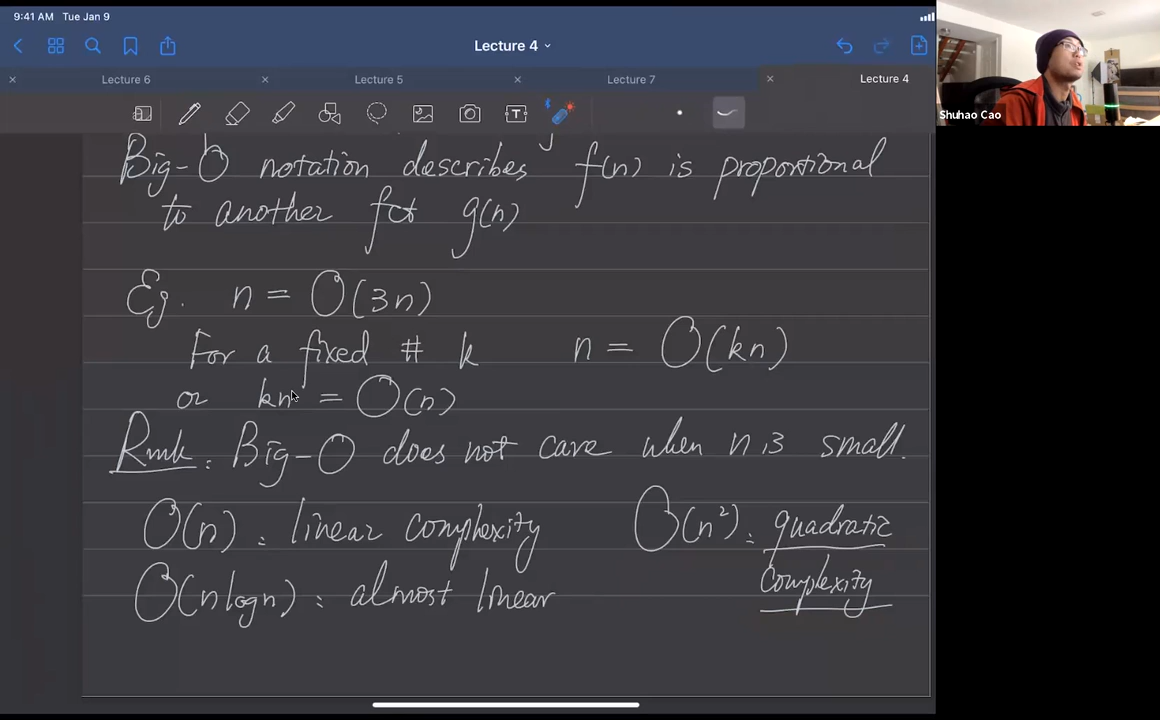 9:41 AM Tue Jan 9
Lecture 4
Lecture 6
Lecture 5
Lecture 7
Lecture 4
Shuhao Cao
Big-O notation describes f(n) is proportional
to another fct g(n)
Eg. n = O(3n)
For a fixed # k n = O(kn)
or kn = O(n)
Rmk: Big-O does not care when n is small.
O(n): linear complexity O(n²): quadratic
complexity
O(nlogn): almost linear